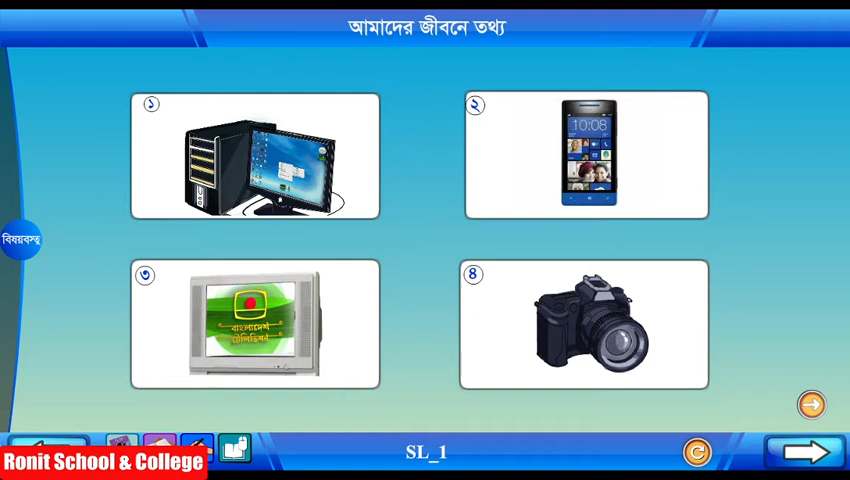 আমাদের জীবনে তথ্য
১
২
10:08
বিষয়বস্তু
৩
৪
বাংলাদেশ
টেলিভিশন
SL_1
Ronit School & College